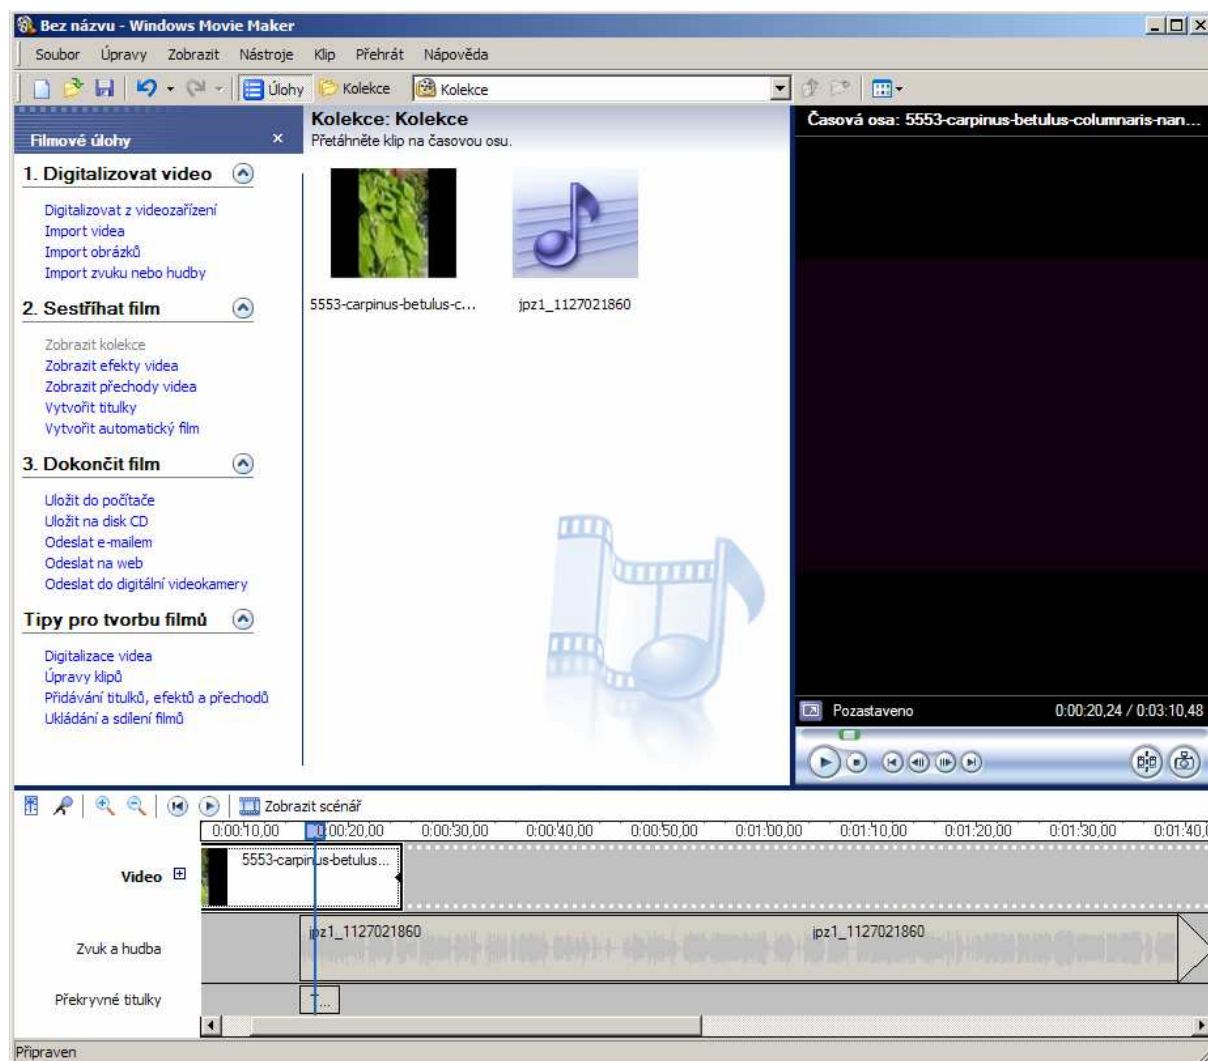 Bez názvu - Windows Movie Maker
Soubor Úpravy Zobrazit Nástroje Klip Přehrát Nápověda
Úlohy Kolekce Kolekce
Filmové úlohy
1. Digitalizovat video
Digitalizovat z videozařízení
Import videa
Import obrázků
Import zvuku nebo hudby
2. Sestříhat film
Zobrazit kolekce
Zobrazit efekty videa
Zobrazit přechody videa
Vytvořit titulky
Vytvořit automatický film
3. Dokončit film
Uložit do počítače
Uložit na disk CD
Odeslat e-mailem
Odeslat na web
Odeslat do digitální videokamery
Tipy pro tvorbu filmů
Digitalizace videa
Úpravy klipů
Přidávání titulků, efektů a přechodů
Ukládání a sdílení filmů
Kolekce: Kolekce
Přetáhněte klip na časovou osu.
5553-carpinus-betulus-c... jpz1_1127021860
Časová osa: 5553-carpinus-betulus-columnaris-nan...
Pozastaveno 0:00:20,24 / 0:03:10,48
Zobrazit scénář
0:00:10,00 0:00:20,00 0:00:30,00 0:00:40,00 0:00:50,00 0:01:00,00 0:01:10,00 0:01:20,00 0:01:30,00 0:01:40,0
Video 5553-carpinus-betulus...
Zvuk a hudba jpz1_1127021860 jpz1_1127021860
Překryvné titulky T...
Připraven